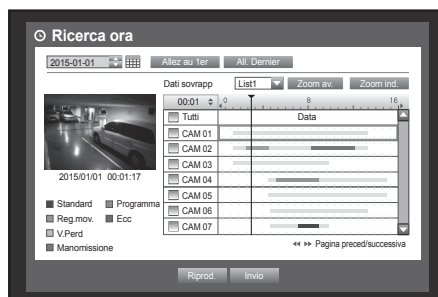 Ricerca ora
2015-01-01 Allez au 1er All. Dernier
Dati sovrapp List1 Zoom av. Zoom ind.
00:01 0 8 16
Tutti Data
CAM 01
CAM 02
CAM 03
CAM 04
CAM 05
CAM 06
CAM 07
2015/01/01 00:01:17
Standard Programma
Reg.mov. Ecc
V.Perd
Manomissione
Pagina preced/successiva
Riprod. Invio